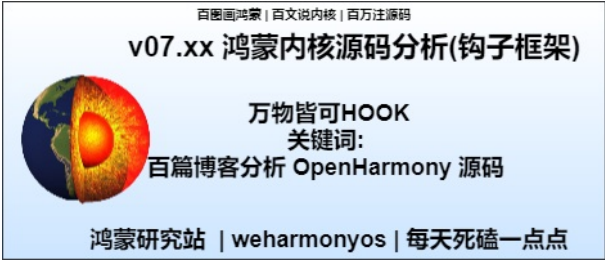 百图画鸿蒙 | 百文说内核 | 百万注源码
v07.xx 鸿蒙内核源码分析(钩子框架)
万物皆可HOOK
关键词:
百篇博客分析 OpenHarmony 源码
鸿蒙研究站 | weharmonyos | 每天死磕一点点